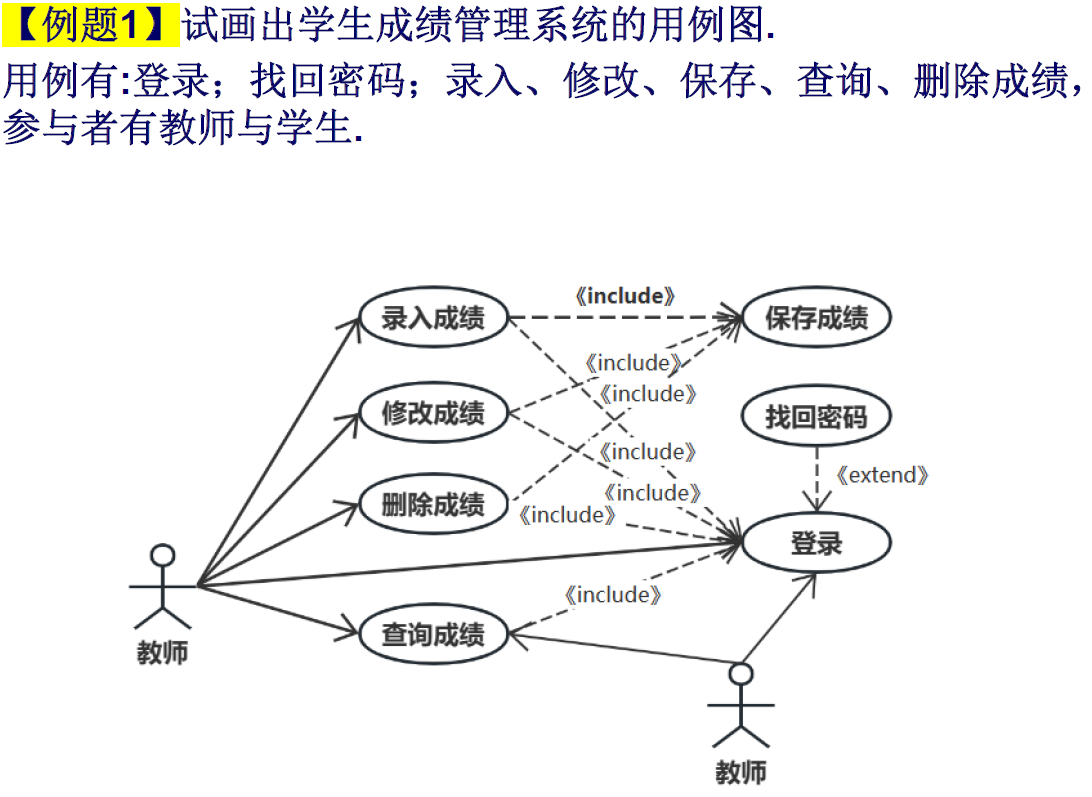 【例题1】试画出学生成绩管理系统的用例图.
用例有:登录；找回密码；录入、修改、保存、查询、删除成绩，
参与者有教师与学生.
录入成绩
《include》
保存成绩
《include》
《include》
修改成绩
找回密码
《include》
《extend》
《include》
删除成绩
《include》
登录
《include》
查询成绩
教师
教师